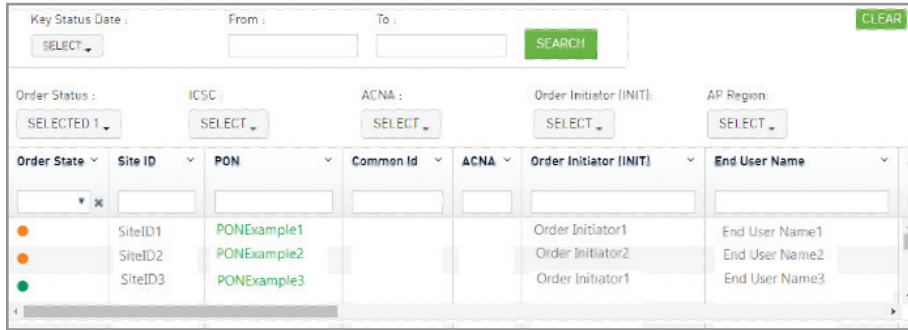 Key Status Date : From : To : CLEAR
SELECT SEARCH
Order Status : ICSC : ACNA : Order Initiator (INIT): AP Region:
SELECTED 1 SELECT SELECT SELECT SELECT
Order State Site ID PON Common Id ACNA Order Initiator (INIT) End User Name
SiteID1 PONExample1 Order Initiator1 End User Name1
SiteID2 PONExample2 Order Initiator2 End User Name2
SiteID3 PONExample3 Order Initiator1 End User Name3